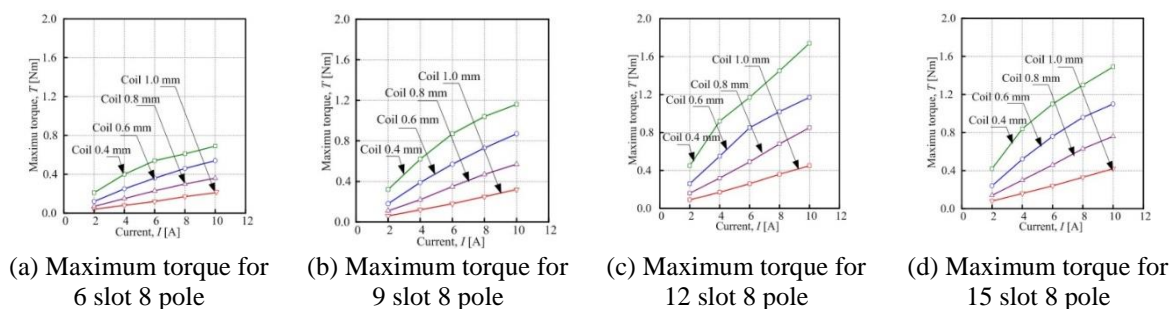 2.0
1.6
1.2
0.8
0.4
0.0
Maximum torque, T [Nm]
Coil 1.0 mm
Coil 0.8 mm
Coil 0.6 mm
Coil 0.4 mm
0 2 4 6 8 10 12
Current, I [A]
(a) Maximum torque for
6 slot 8 pole
2.0
1.6
1.2
0.8
0.4
0.0
Maximum torque, T [Nm]
Coil 1.0 mm
Coil 0.8 mm
Coil 0.6 mm
Coil 0.4 mm
0 2 4 6 8 10 12
Current, I [A]
(b) Maximum torque for
9 slot 8 pole
2.0
1.6
1.2
0.8
0.4
0.0
Maximum torque, T [Nm]
Coil 1.0 mm
Coil 0.8 mm
Coil 0.6 mm
Coil 0.4 mm
0 2 4 6 8 10 12
Current, I [A]
(c) Maximum torque for
12 slot 8 pole
2.0
1.6
1.2
0.8
0.4
0.0
Maximum torque, T [Nm]
Coil 1.0 mm
Coil 0.8 mm
Coil 0.6 mm
Coil 0.4 mm
0 2 4 6 8 10 12
Current, I [A]
(d) Maximum torque for
15 slot 8 pole